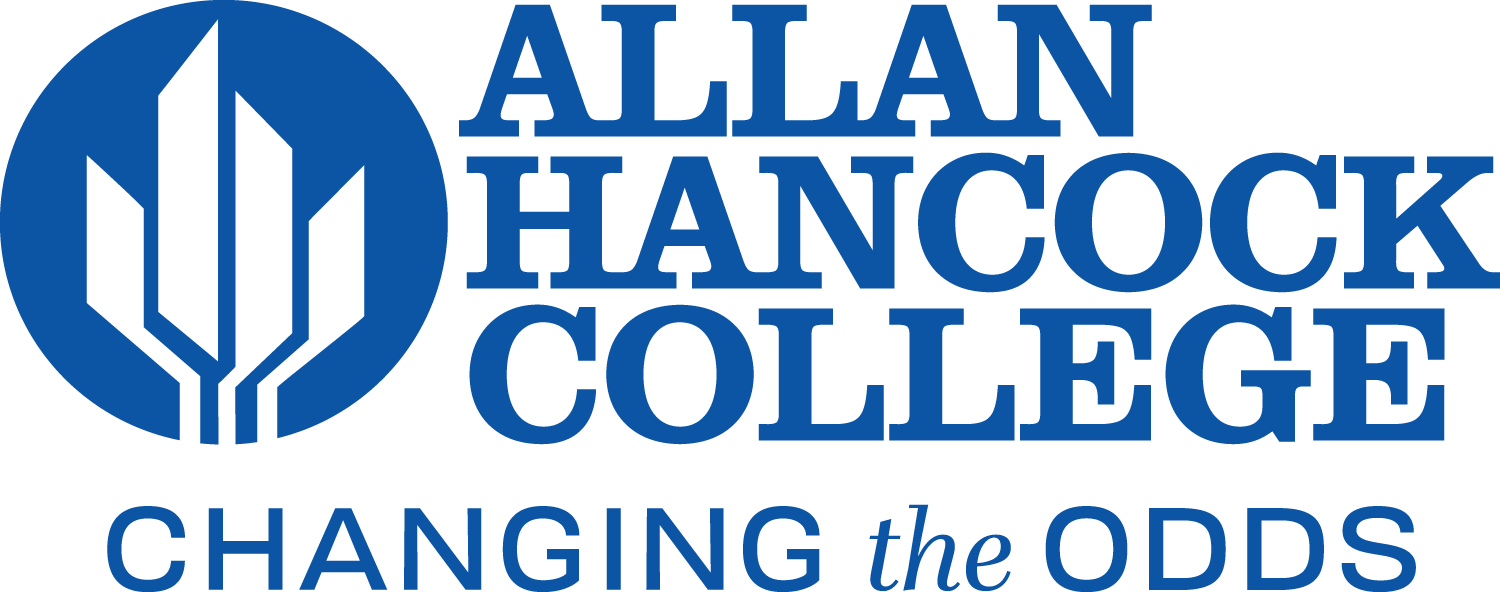 ALLAN
HANCOCK
COLLEGE
CHANGING the ODDS